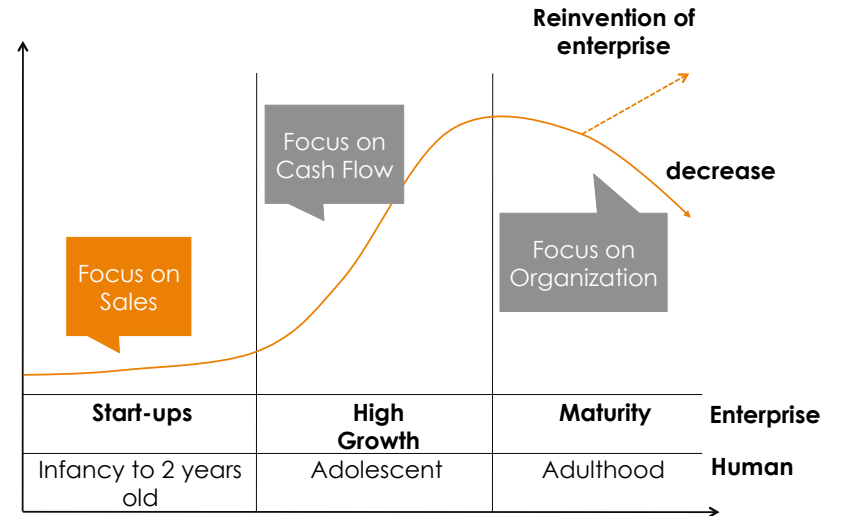 Reinvention of
enterprise
Focus on
Cash Flow
decrease
Focus on
Sales
Focus on
Organization
Start-ups
High
Growth
Maturity
Enterprise
Infancy to 2 years
old
Adolescent
Adulthood
Human